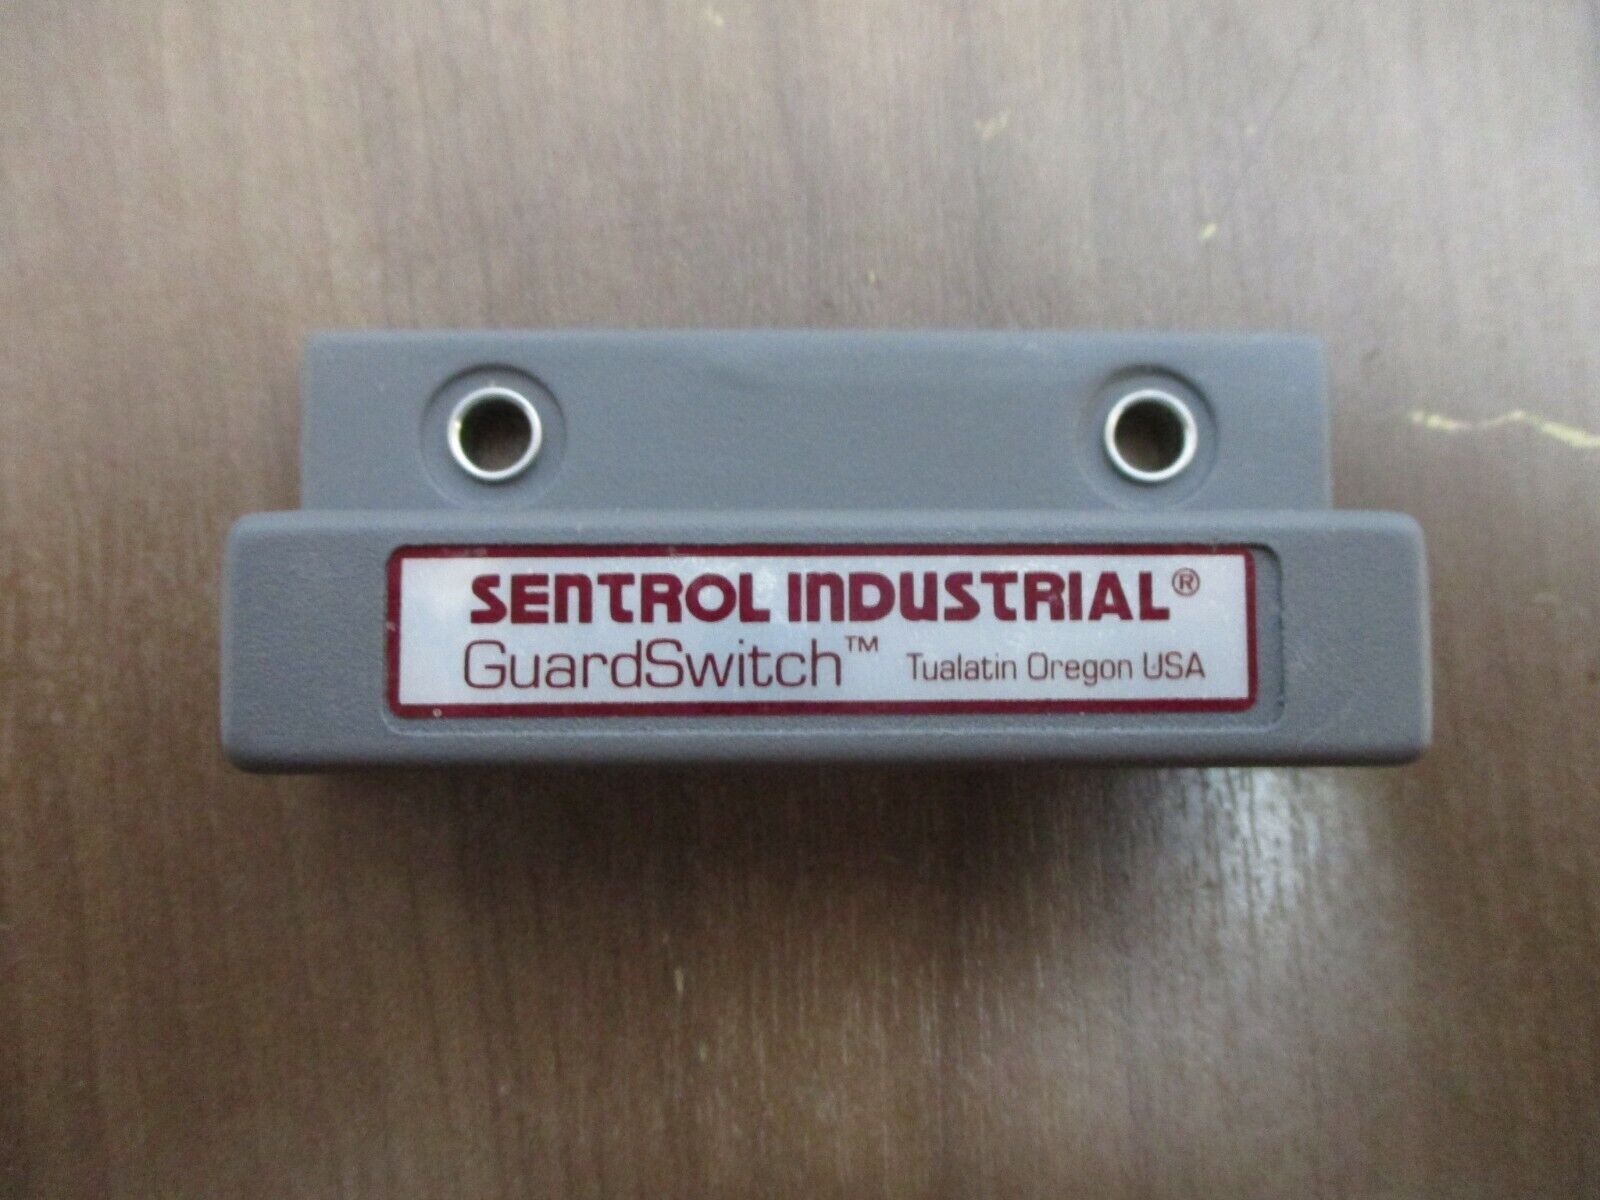 SENTROL INDUSTRIAL®
GuardSwitch™ Tualatin Oregon USA